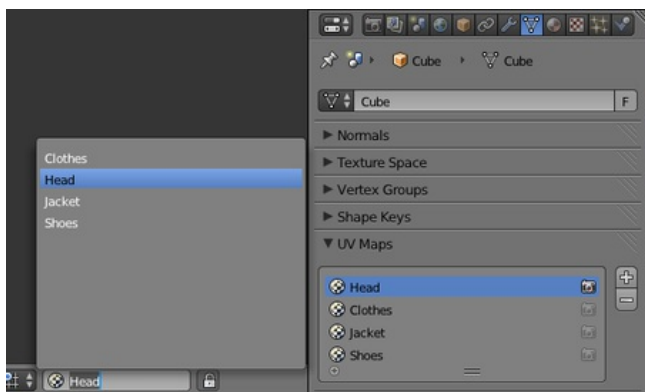 Cube
Cube
Cube
F
Normals
Texture Space
Vertex Groups
Shape Keys
UV Maps
Head
Clothes
Jacket
Shoes
Clothes
Head
Jacket
Shoes
Head